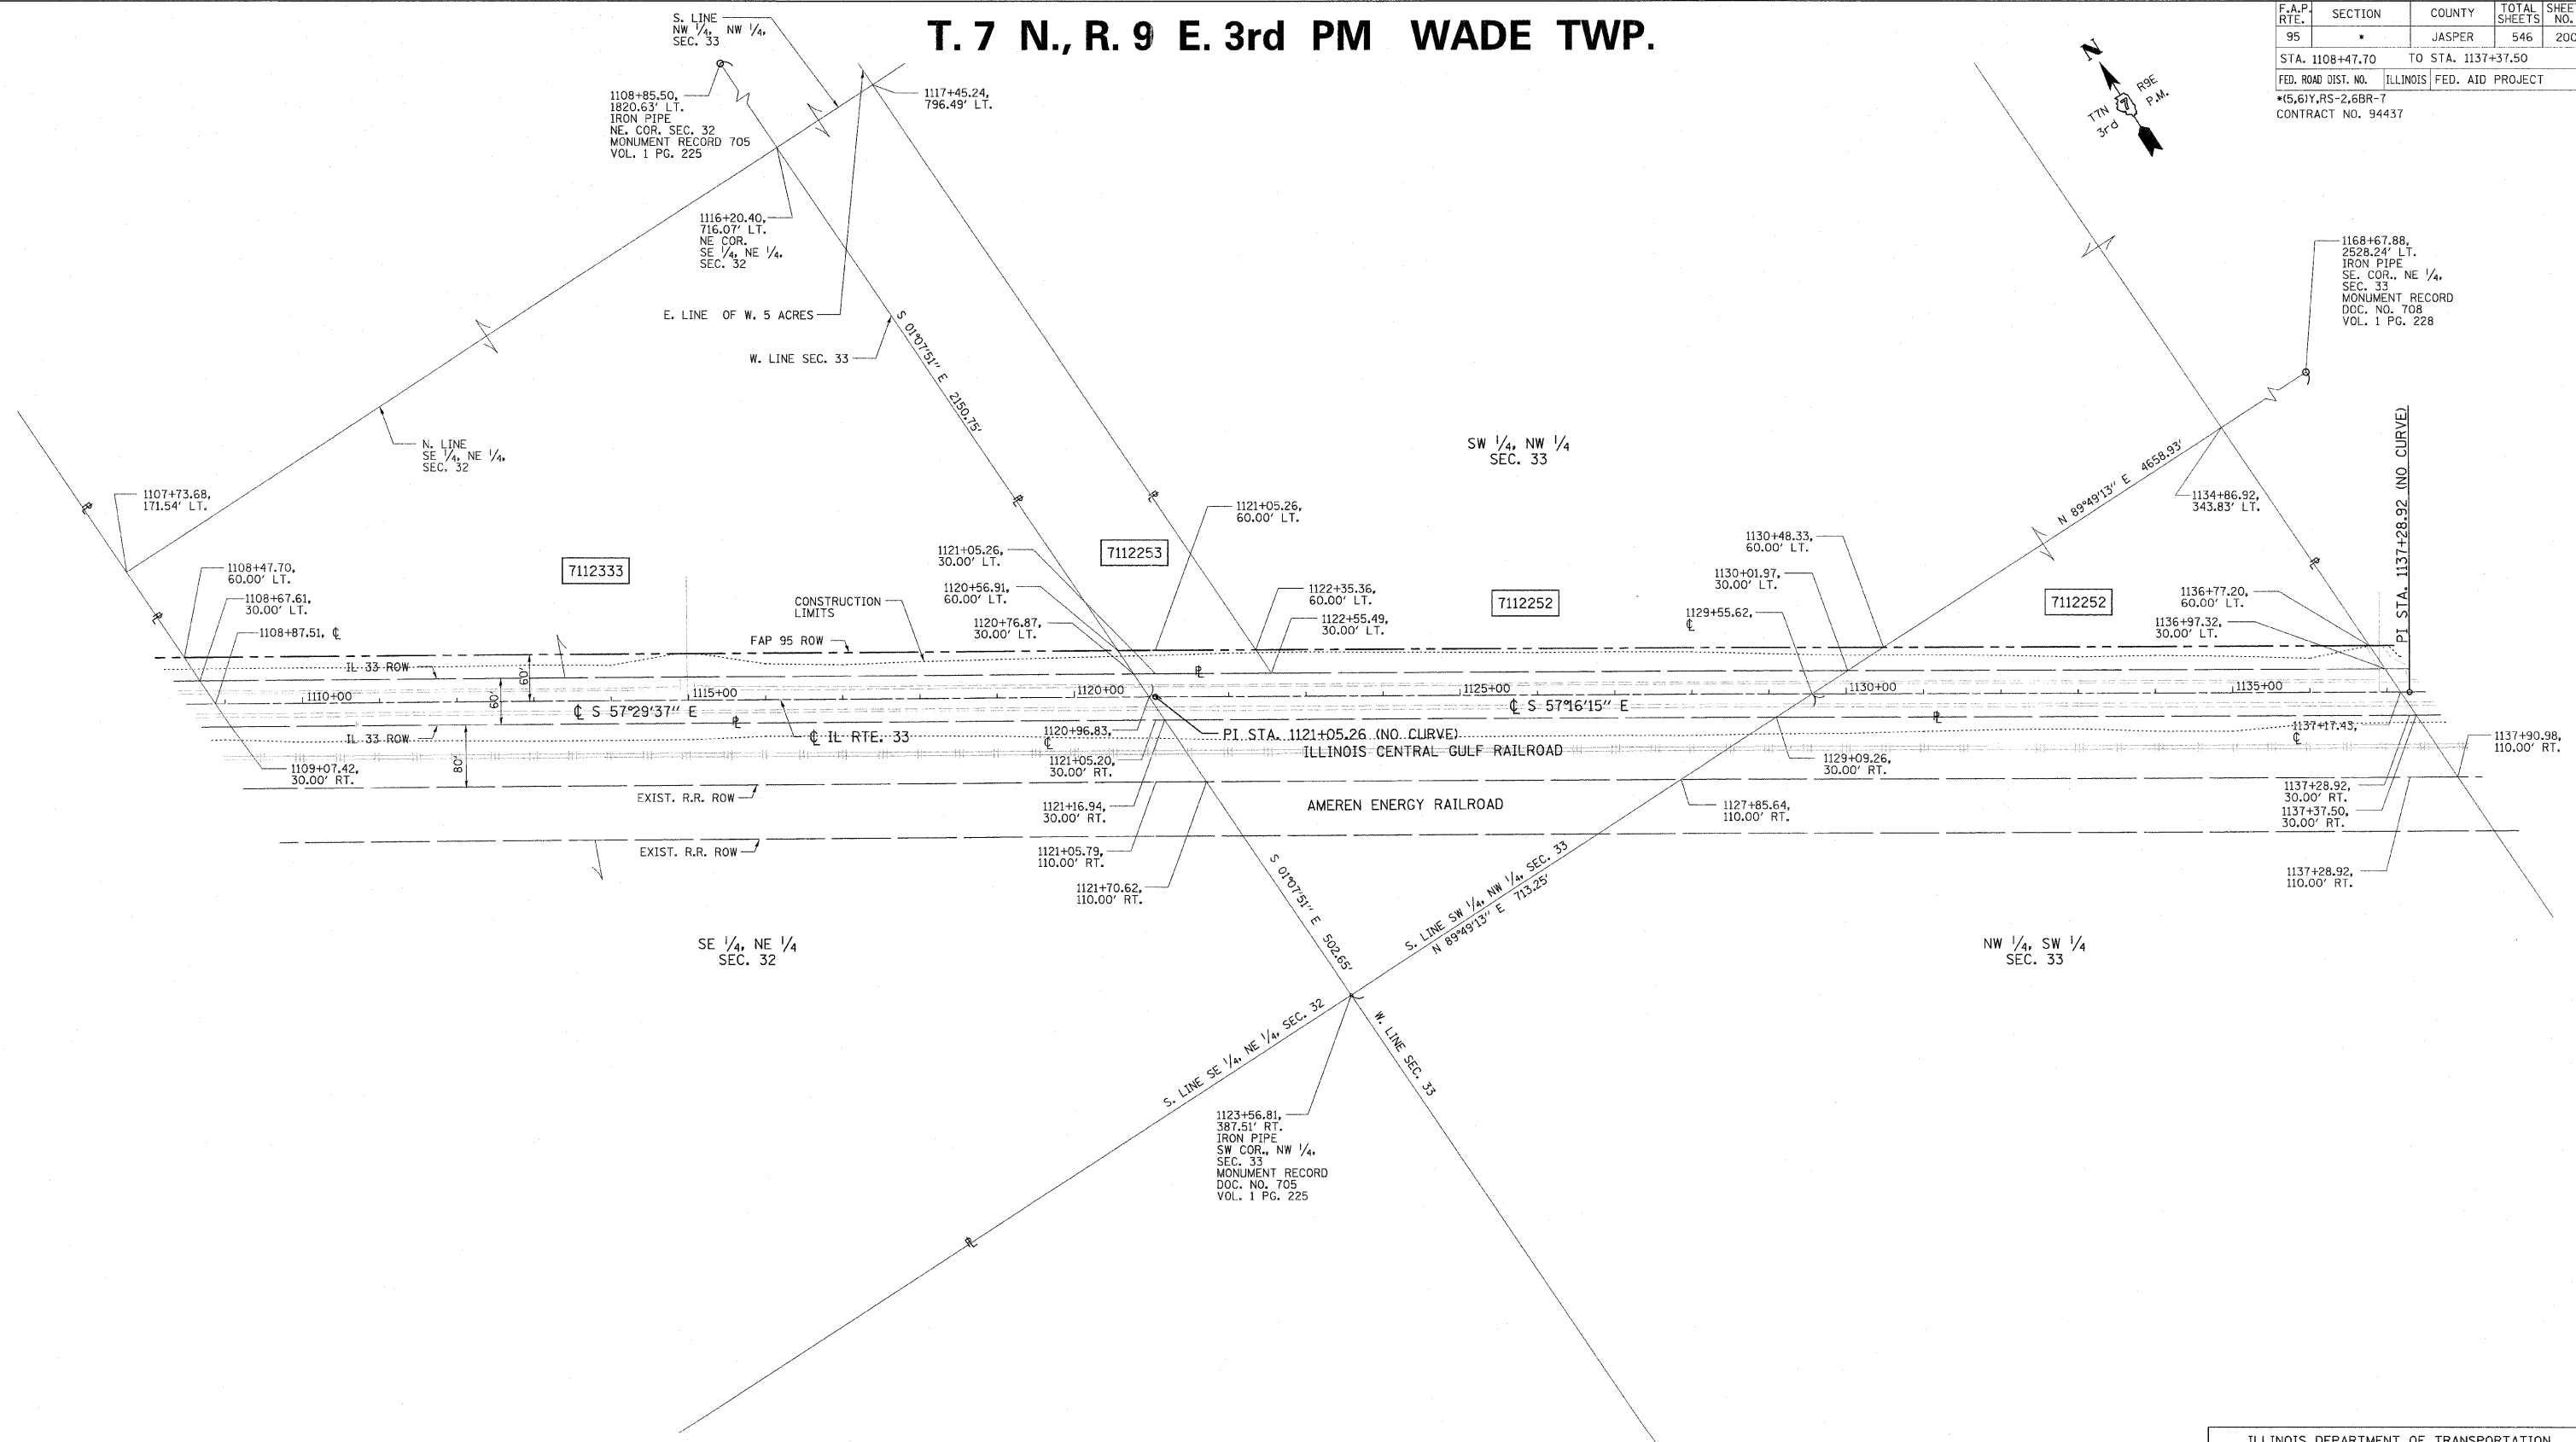 T. 7 N., R. 9 E. 3rd PM WADE TWP.
F.A.P. RTE. SECTION COUNTY TOTAL SHEETS
95 * JASPER 546
STA. 1108+47.70 TO STA. 1137+37.50
FED. ROAD DIST. NO. ILLINOIS FED. AID PROJECT
*(5,6)Y,RS-2,6BR-7
CONTRACT NO. 94437
N
T7N R9E
3rd P.M.
7
S. LINE
NW 1/4, NW 1/4,
SEC. 33
1108+85.50,
1820.63' LT.
IRON PIPE
NE. COR. SEC. 32
MONUMENT RECORD 705
VOL. 1 PG. 225
1117+45.24,
796.49' LT.
1116+20.40,
716.07' LT.
NE COR.
SE 1/4, NE 1/4,
SEC. 32
E. LINE OF W. 5 ACRES
W. LINE SEC. 33
S 01°07'51" E 2150.75'
1168+67.88,
2528.24' LT.
IRON PIPE
SE. COR., NE 1/4,
SEC. 33
MONUMENT RECORD
DOC. NO. 708
VOL. 1 PG. 228
N. LINE
SE 1/4, NE 1/4,
SEC. 32
SW 1/4, NW 1/4
SEC. 33
N 89°49'13" E 4658.93'
1134+86.92,
343.83' LT.
PI STA. 1137+28.92 (NO CURVE)
1107+73.68,
171.54' LT.
1108+47.70,
60.00' LT.
1108+67.61,
30.00' LT.
1108+87.51, ℄
7112333
CONSTRUCTION
LIMITS
FAP 95 ROW
1121+05.26,
30.00' LT.
1120+56.91,
60.00' LT.
1120+76.87,
30.00' LT.
7112253
1121+05.26,
60.00' LT.
1122+35.36,
60.00' LT.
1122+55.49,
30.00' LT.
7112252
1130+48.33,
60.00' LT.
1130+01.97,
30.00' LT.
1129+55.62,
℄
7112252
1136+77.20,
60.00' LT.
1136+97.32,
30.00' LT.
IL 33 ROW
60'
60'
1110+00 1115+00 1120+00 1125+00 1130+00 1135+00
℄ S 57°29'37" E
℄ S 57°16'15" E
IL 33 ROW
℄ IL RTE. 33
1120+96.83,
℄
PI STA. 1121+05.26 (NO CURVE)
ILLINOIS CENTRAL GULF RAILROAD
1137+17.43,
℄
1137+90.98,
110.00' RT.
80'
1109+07.42,
30.00' RT.
1121+05.20,
30.00' RT.
1129+09.26,
30.00' RT.
1137+28.92,
30.00' RT.
1137+37.50,
30.00' RT.
EXIST. R.R. ROW
1121+16.94,
30.00' RT.
AMEREN ENERGY RAILROAD
1127+85.64,
110.00' RT.
EXIST. R.R. ROW
1121+05.79,
110.00' RT.
1121+70.62,
110.00' RT.
1137+28.92,
110.00' RT.
S 01°07'51" E 502.65'
S. LINE SW 1/4, NW 1/4, SEC. 33
N 89°49'13" E 713.25'
SE 1/4, NE 1/4
SEC. 32
NW 1/4, SW 1/4
SEC. 33
S. LINE SE 1/4, NE 1/4, SEC. 32
W. LINE SEC. 33
1123+56.81,
387.51' RT.
IRON PIPE
SW COR., NW 1/4,
SEC. 33
MONUMENT RECORD
DOC. NO. 705
VOL. 1 PG. 225
ILLINOIS DEPARTMENT OF TRANSPORTATION